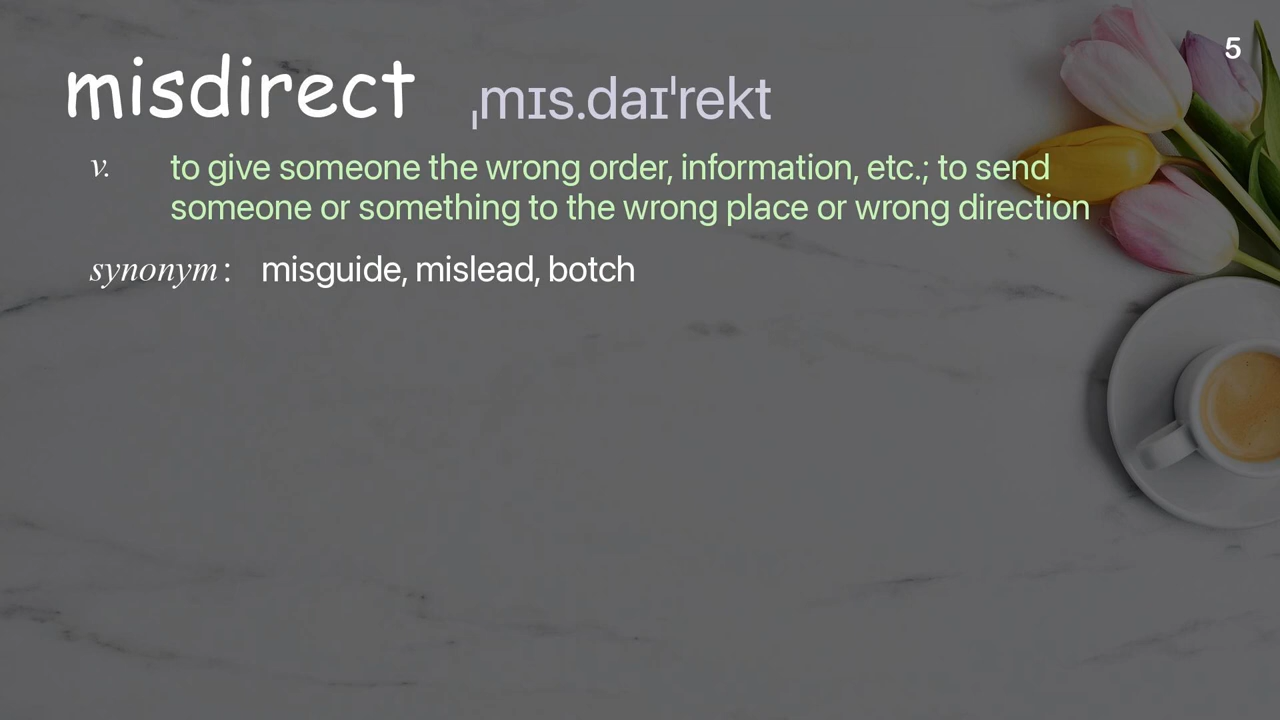 5
misdirect ˌmɪs.daɪˈrekt
v. to give someone the wrong order, information, etc.; to send
someone or something to the wrong place or wrong direction
synonym : misguide, mislead, botch